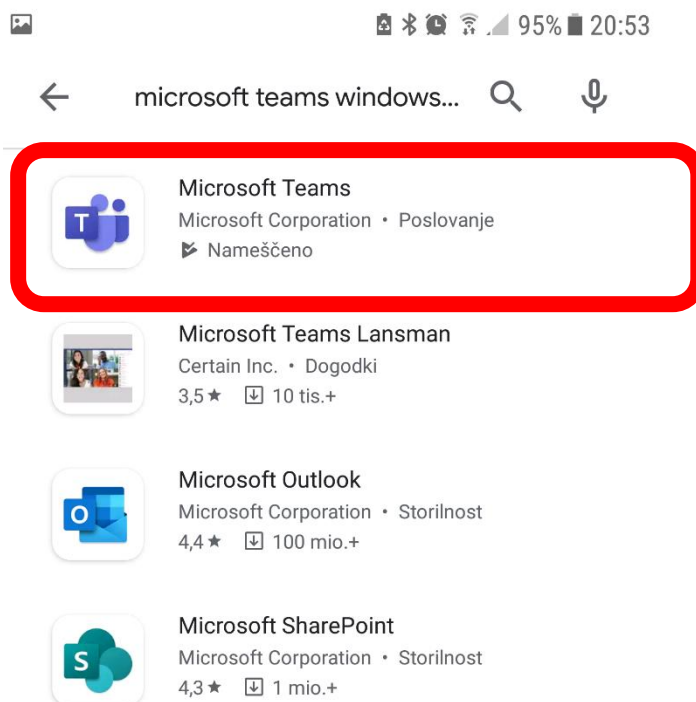 95% 20:53
microsoft teams windows...
T
Microsoft Teams
Microsoft Corporation • Poslovanje
Nameščeno
Microsoft Teams Lansman
Certain Inc. • Dogodki
3,5★ 10 tis.+
O
Microsoft Outlook
Microsoft Corporation • Storilnost
4,4★ 100 mio.+
S
Microsoft SharePoint
Microsoft Corporation • Storilnost
4,3★ 1 mio.+